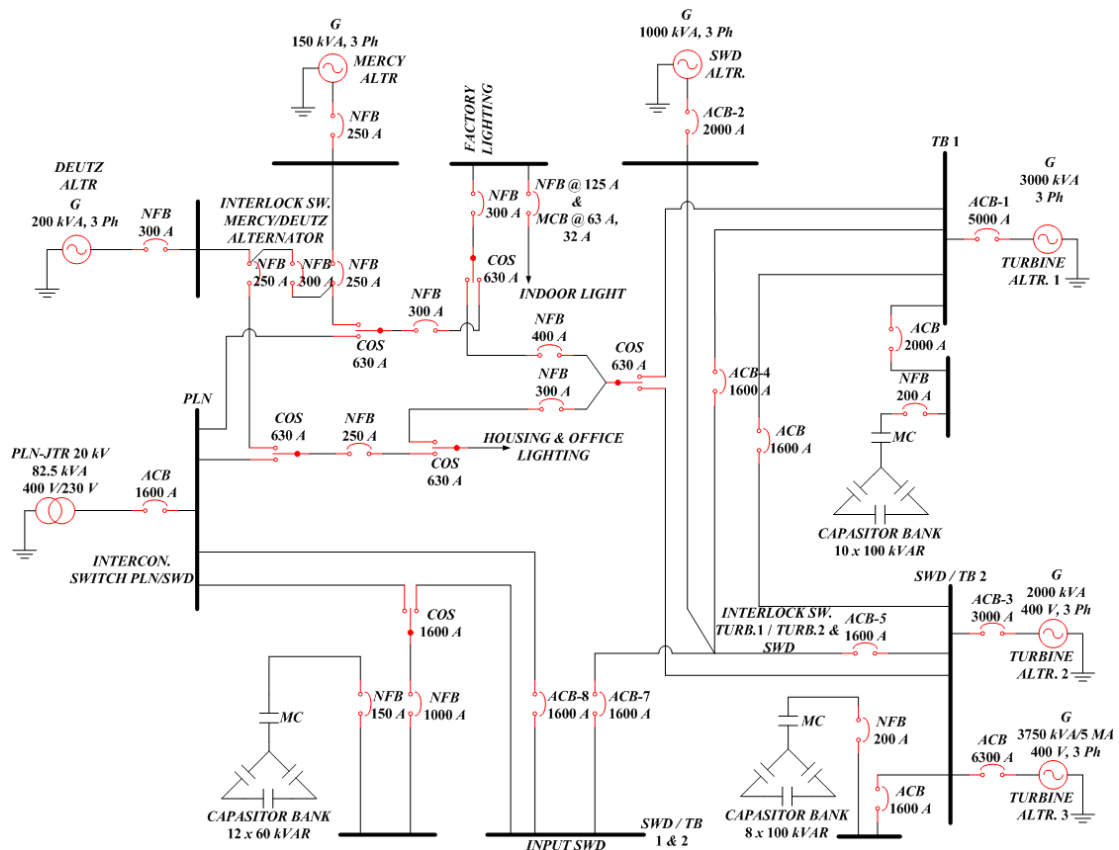 G
150 kVA, 3 Ph
MERCY
ALTR
NFB
250 A
G
1000 kVA, 3 Ph
SWD
ALTR.
ACB-2
2000 A
FACTORY
LIGHTING
NFB
300 A
NFB @ 125 A
&
MCB @ 63 A,
32 A
COS
630 A
INDOOR LIGHT
TB 1
G
3000 kVA
3 Ph
ACB-1
5000 A
TURBINE
ALTR. 1
DEUTZ
ALTR
G
200 kVA, 3 Ph
NFB
300 A
INTERLOCK SW.
MERCY/DEUTZ
ALTERNATOR
NFB
250 A
NFB
300 A
NFB
250 A
NFB
300 A
COS
630 A
NFB
400 A
COS
630 A
NFB
300 A
ACB-4
1600 A
ACB
1600 A
ACB
2000 A
NFB
200 A
MC
CAPASITOR BANK
10 x 100 kVAR
PLN
COS
630 A
NFB
250 A
COS
630 A
HOUSING & OFFICE
LIGHTING
PLN-JTR 20 kV
82.5 kVA
400 V/230 V
ACB
1600 A
INTERCON.
SWITCH PLN/SWD
COS
1600 A
INTERLOCK SW.
TURB.1 / TURB.2 &
SWD
ACB-5
1600 A
SWD / TB 2
ACB-3
3000 A
G
2000 kVA
400 V, 3 Ph
TURBINE
ALTR. 2
MC
NFB
150 A
NFB
1000 A
ACB-8
1600 A
ACB-7
1600 A
CAPASITOR BANK
12 x 60 kVAR
MC
NFB
200 A
ACB
1600 A
CAPASITOR BANK
8 x 100 kVAR
ACB
6300 A
G
3750 kVA/5 MA
400 V, 3 Ph
TURBINE
ALTR. 3
INPUT SWD
SWD / TB
1 & 2